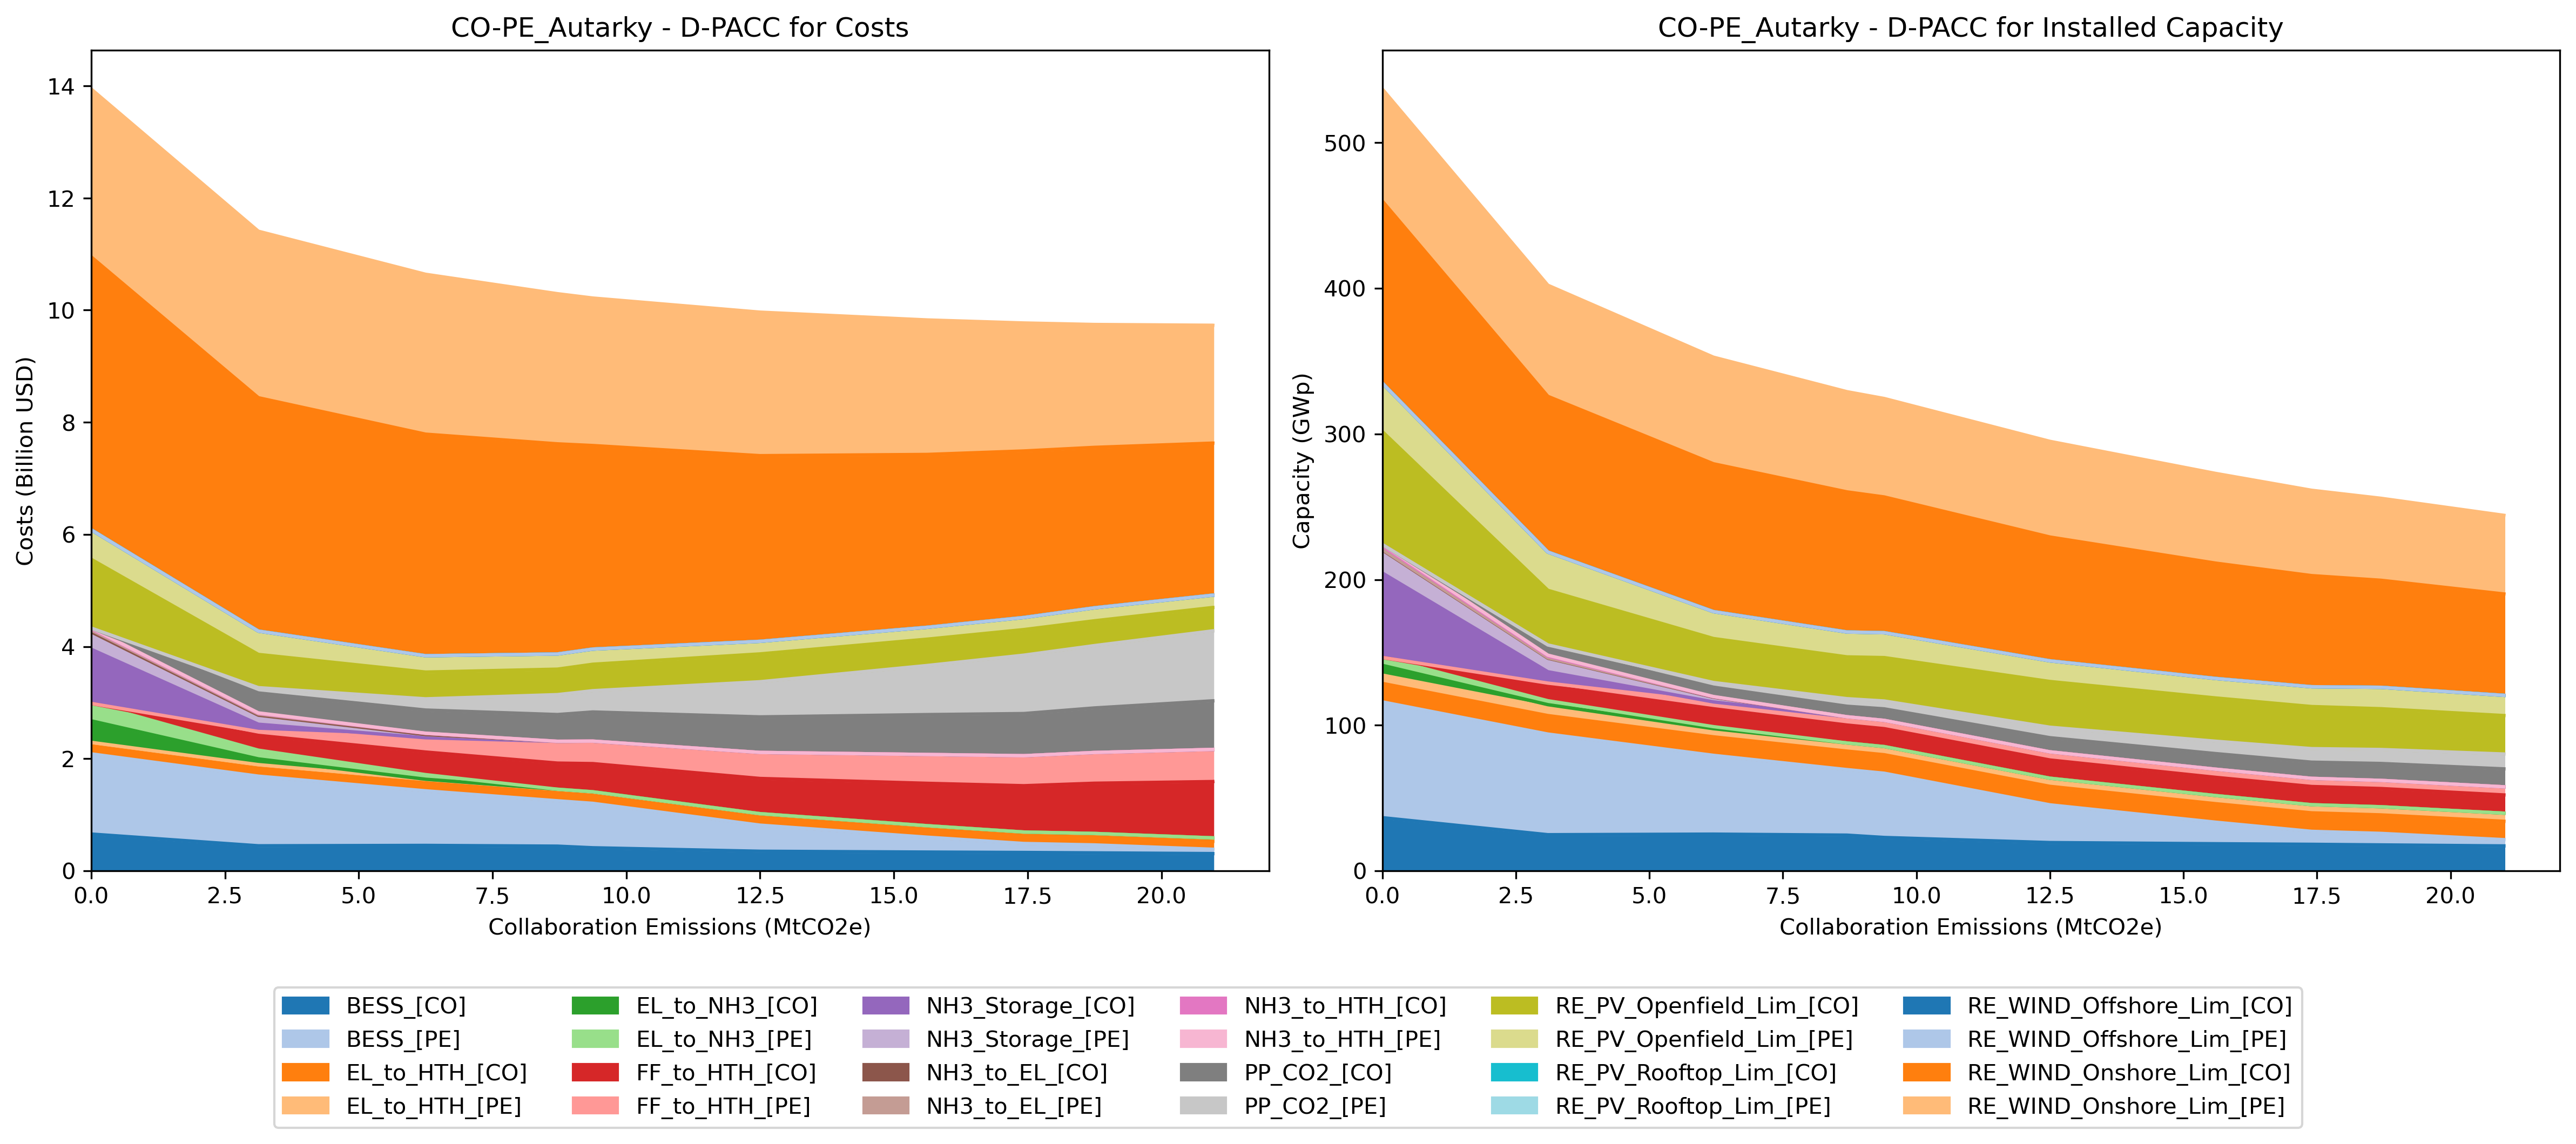 CO-PE_Autarky - D-PACC for Costs
14
12
10
8
6
4
2
0
Costs (Billion USD)
0.0 2.5 5.0 7.5 10.0 12.5 15.0 17.5 20.0
Collaboration Emissions (MtCO2e)
CO-PE_Autarky - D-PACC for Installed Capacity
500
400
300
200
100
0
Capacity (GWp)
0.0 2.5 5.0 7.5 10.0 12.5 15.0 17.5 20.0
Collaboration Emissions (MtCO2e)
BESS_[CO]
BESS_[PE]
EL_to_HTH_[CO]
EL_to_HTH_[PE]
EL_to_NH3_[CO]
EL_to_NH3_[PE]
FF_to_HTH_[CO]
FF_to_HTH_[PE]
NH3_Storage_[CO]
NH3_Storage_[PE]
NH3_to_EL_[CO]
NH3_to_EL_[PE]
NH3_to_HTH_[CO]
NH3_to_HTH_[PE]
PP_CO2_[CO]
PP_CO2_[PE]
RE_PV_Openfield_Lim_[CO]
RE_PV_Openfield_Lim_[PE]
RE_PV_Rooftop_Lim_[CO]
RE_PV_Rooftop_Lim_[PE]
RE_WIND_Offshore_Lim_[CO]
RE_WIND_Offshore_Lim_[PE]
RE_WIND_Onshore_Lim_[CO]
RE_WIND_Onshore_Lim_[PE]